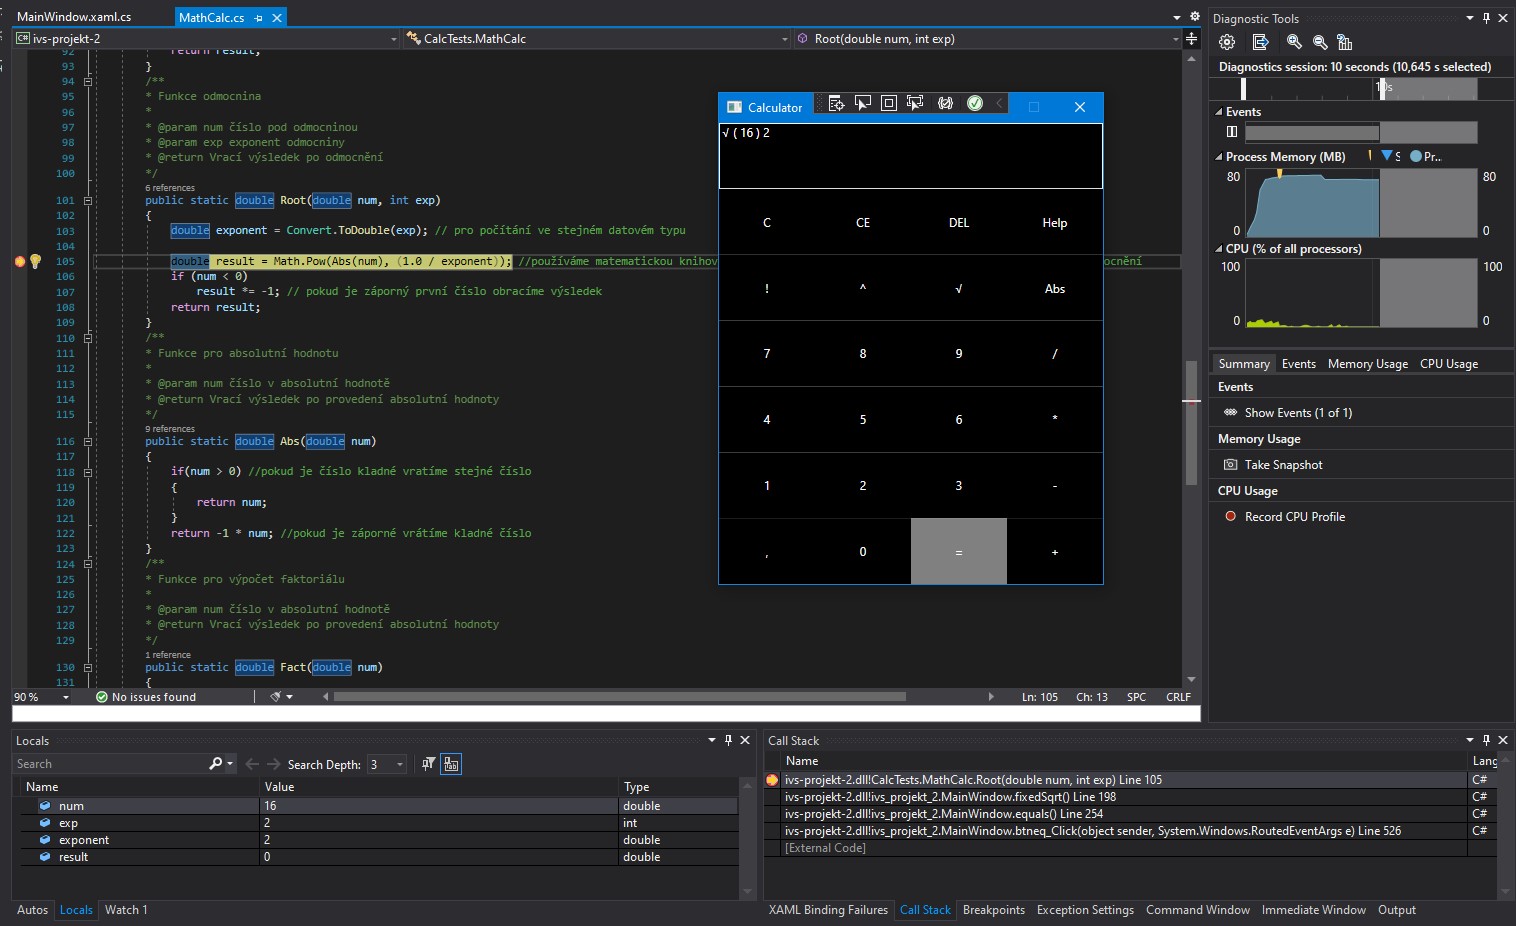 MainWindow.xaml.cs
MathCalc.cs
ivs-projekt-2
CalcTests.MathCalc
Root(double num, int exp)
92 return result;
93 }
94 /**
95 * Funkce odmocnina
96 *
97 * @param num číslo pod odmocninou
98 * @param exp exponent odmocniny
99 * @return Vrací výsledek po odmocnění
100 */
6 references
101 public static double Root(double num, int exp)
102 {
103 double exponent = Convert.ToDouble(exp); // pro počítání ve stejném datovém typu
104
105 double result = Math.Pow(Abs(num), (1.0 / exponent)); //používáme matematickou knihov
106 if (num < 0)
107 result *= -1; // pokud je záporný první číslo obracíme výsledek
108 return result;
109 }
110 /**
111 * Funkce pro absolutní hodnotu
112 *
113 * @param num číslo v absolutní hodnotě
114 * @return Vrací výsledek po provedení absolutní hodnoty
115 */
9 references
116 public static double Abs(double num)
117 {
118 if(num > 0) //pokud je číslo kladné vratíme stejné číslo
119 {
120 return num;
121 }
122 return -1 * num; //pokud je záporné vrátíme kladné číslo
123 }
124 /**
125 * Funkce pro výpočet faktoriálu
126 *
127 * @param num číslo v absolutní hodnotě
128 * @return Vrací výsledek po provedení absolutní hodnoty
129 */
1 reference
130 public static double Fact(double num)
131 {
ocnění
Calculator
√ ( 16 ) 2
C CE DEL Help
! ^ √ Abs
7 8 9 /
4 5 6 *
1 2 3 -
, 0 = +
90 %
No issues found
Ln: 105 Ch: 13 SPC CRLF
Diagnostic Tools
Diagnostics session: 10 seconds (10,645 s selected)
10s
Events
Process Memory (MB) S Pr...
80 80
0 0
CPU (% of all processors)
100 100
0 0
Summary Events Memory Usage CPU Usage
Events
Show Events (1 of 1)
Memory Usage
Take Snapshot
CPU Usage
Record CPU Profile
Locals
Search
Search Depth: 3
Name Value Type
num 16 double
exp 2 int
exponent 2 double
result 0 double
Autos Locals Watch 1
Call Stack
Name Lang
ivs-projekt-2.dll!CalcTests.MathCalc.Root(double num, int exp) Line 105 C#
ivs-projekt-2.dll!ivs_projekt_2.MainWindow.fixedSqrt() Line 198 C#
ivs-projekt-2.dll!ivs_projekt_2.MainWindow.equals() Line 254 C#
ivs-projekt-2.dll!ivs_projekt_2.MainWindow.btneq_Click(object sender, System.Windows.RoutedEventArgs e) Line 526 C#
[External Code]
XAML Binding Failures Call Stack Breakpoints Exception Settings Command Window Immediate Window Output